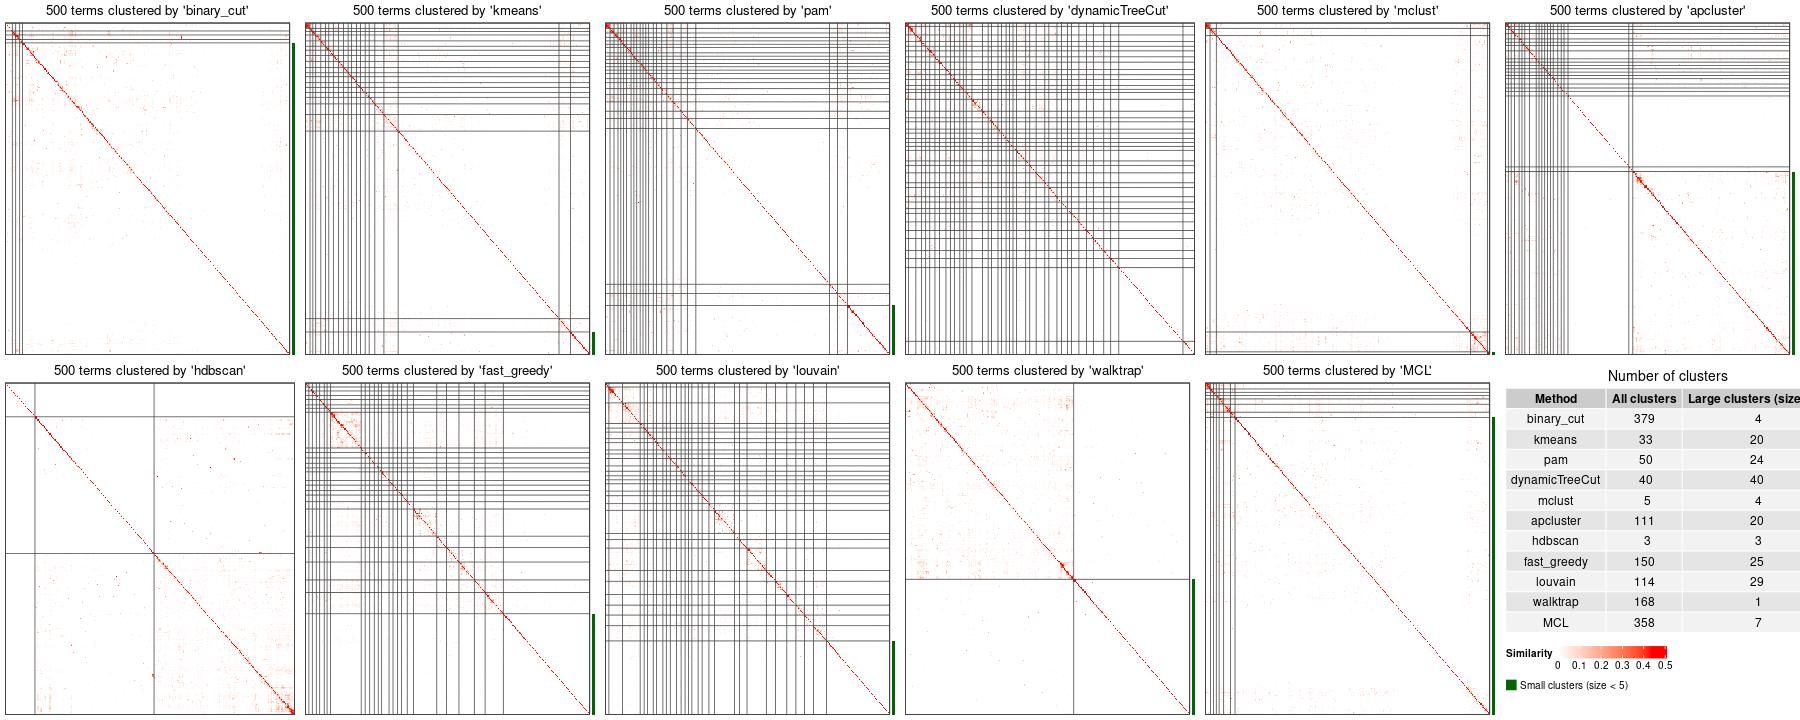 500 terms clustered by 'binary_cut'
500 terms clustered by 'kmeans'
500 terms clustered by 'pam'
500 terms clustered by 'dynamicTreeCut'
500 terms clustered by 'mclust'
500 terms clustered by 'apcluster'
500 terms clustered by 'hdbscan'
500 terms clustered by 'fast_greedy'
500 terms clustered by 'louvain'
500 terms clustered by 'walktrap'
500 terms clustered by 'MCL'
Number of clusters
Method All clusters Large clusters (size
binary_cut 379 4
kmeans 33 20
pam 50 24
dynamicTreeCut 40 40
mclust 5 4
apcluster 111 20
hdbscan 3 3
fast_greedy 150 25
louvain 114 29
walktrap 168 1
MCL 358 7
Similarity
0 0.1 0.2 0.3 0.4 0.5
Small clusters (size < 5)